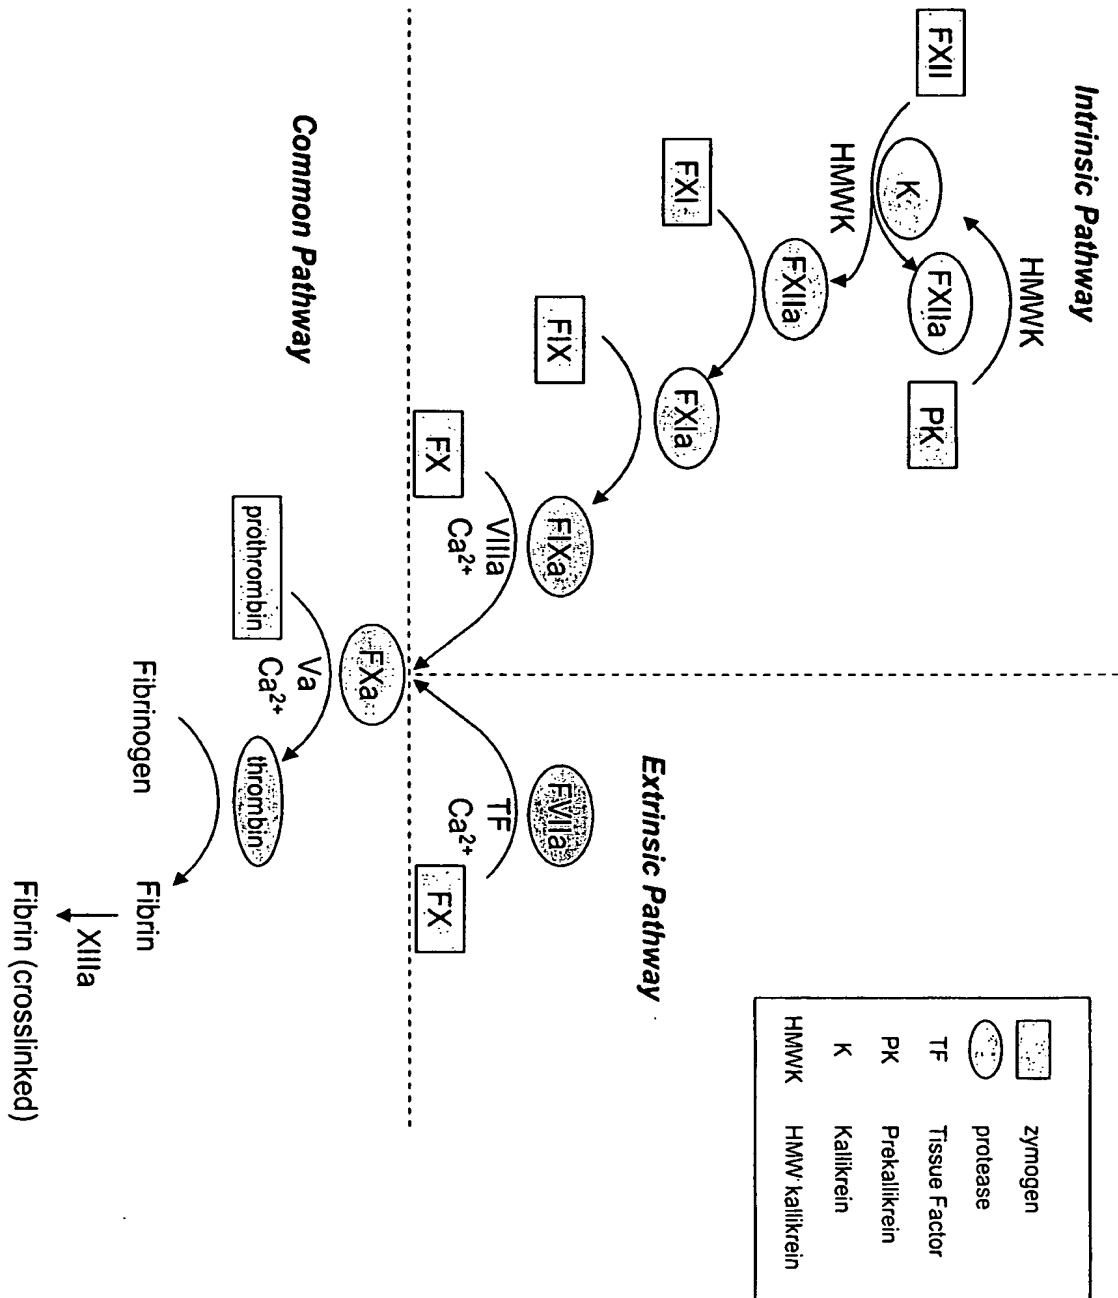 Intrinsic Pathway
HMWK
PK
FXIIa
K
FXII
HMWK
FXIIa
FXI
FXIa
FIX
FIXa
VIIIa
Ca²⁺
FX
Extrinsic Pathway
FVIIa
TF
Ca²⁺
FX
Common Pathway
FXa
Va
Ca²⁺
prothrombin
thrombin
Fibrinogen
Fibrin
XIIIa
Fibrin (crosslinked)
zymogen
protease
TF Tissue Factor
PK Prekallikrein
K Kallikrein
HMWK HMW kallikrein